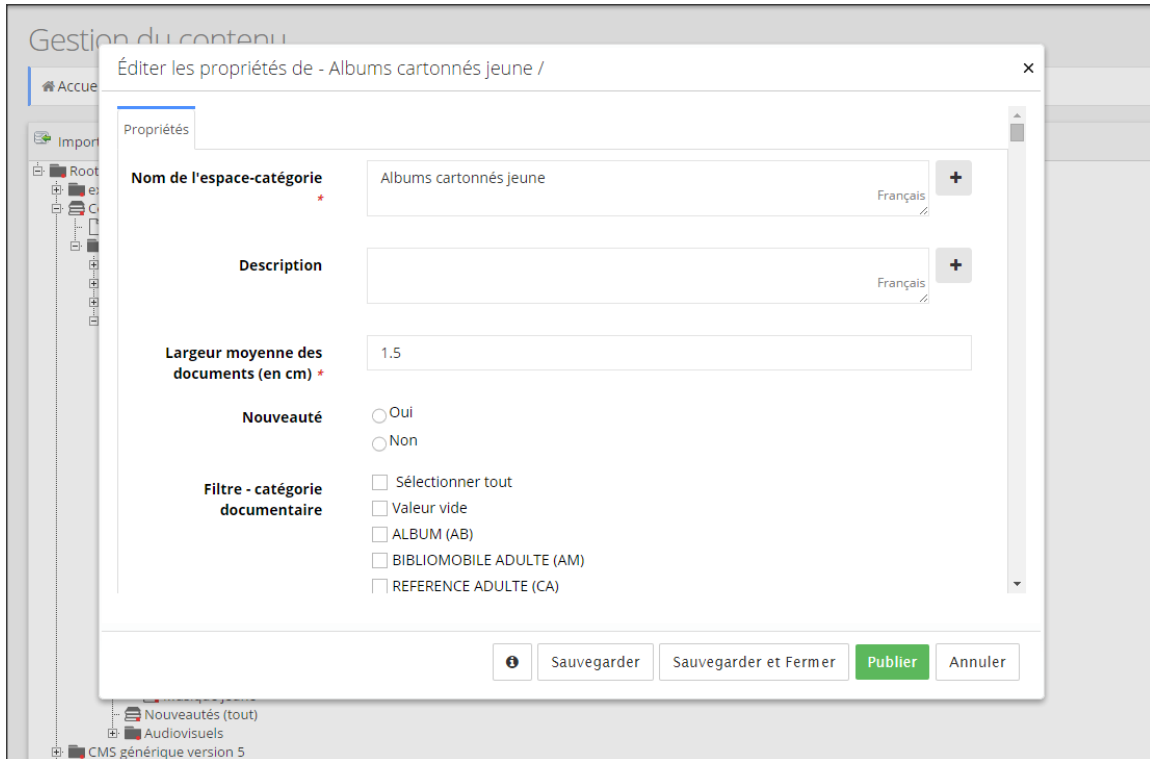 Gestion du contenu
Éditer les propriétés de - Albums cartonnés jeune /
×
Accue
Import
Root
Propriétés
Nom de l'espace-catégorie *
Albums cartonnés jeune
Français
+
Description
Français
+
Largeur moyenne des
documents (en cm) *
1.5
Nouveauté
Oui
Non
Filtre - catégorie
documentaire
Sélectionner tout
Valeur vide
ALBUM (AB)
BIBLIOMOBILE ADULTE (AM)
REFERENCE ADULTE (CA)
Sauvegarder
Sauvegarder et Fermer
Publier
Annuler
Musique jeune
Nouveautés (tout)
Audiovisuels
CMS générique version 5